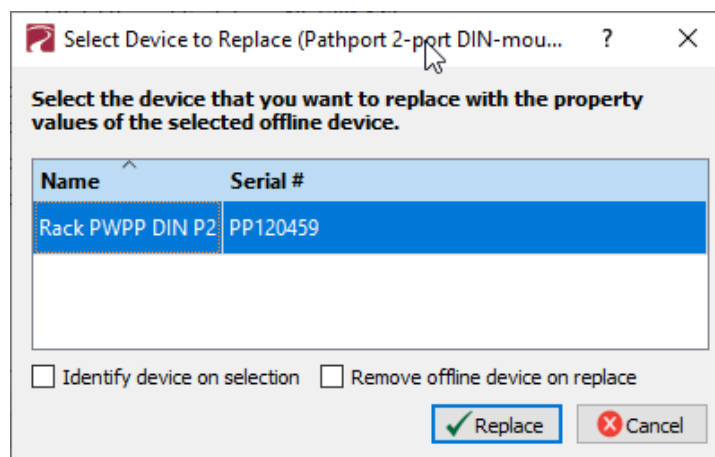 Select Device to Replace (Pathport 2-port DIN-mou... ?
Select the device that you want to replace with the property
values of the selected offline device.
Name Serial #
Rack PWPP DIN P2 PP120459
Identify device on selection Remove offline device on replace
Replace Cancel